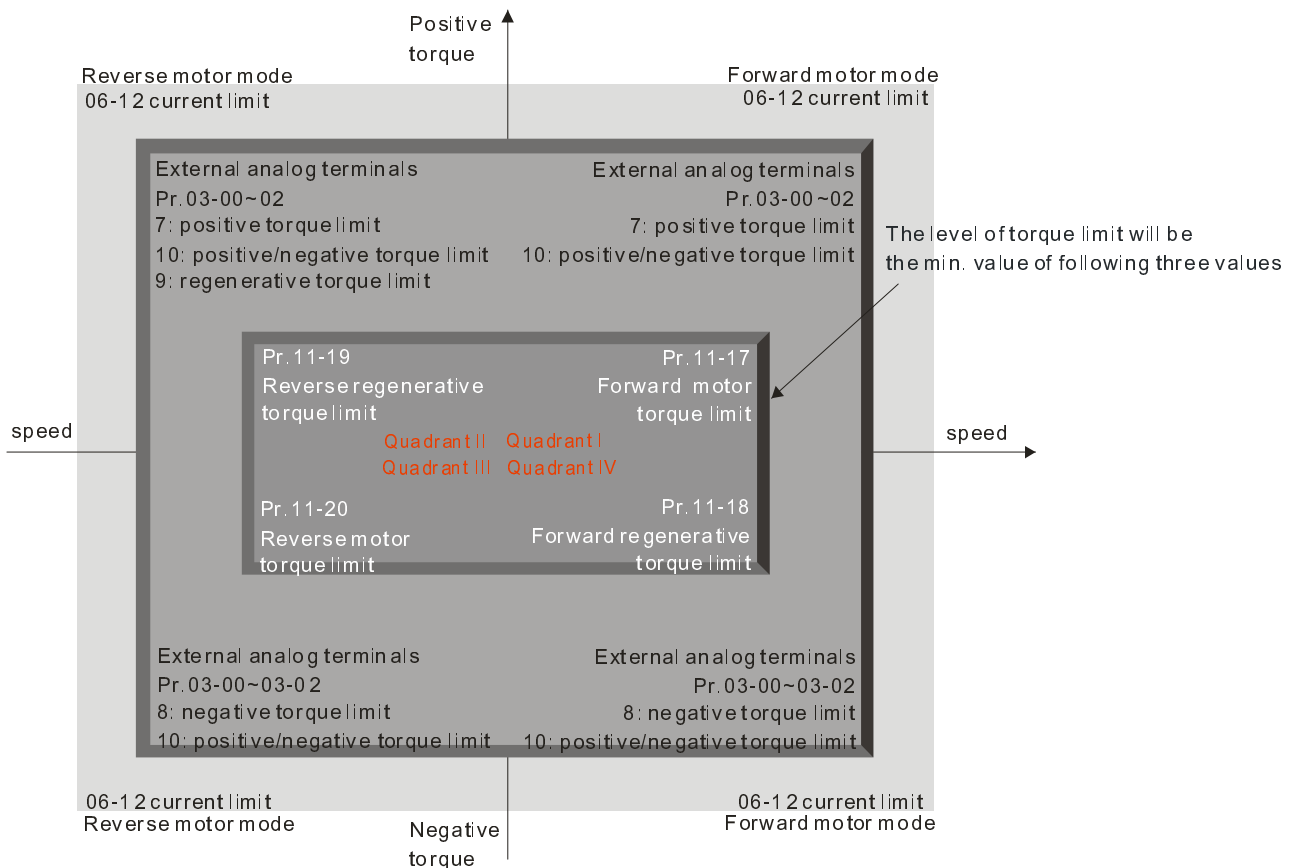 Positive
torque
Reverse motor mode
06-12 current limit
Forward motor mode
06-12 current limit
External analog terminals
Pr.03-00~02
7: positive torque limit
10: positive/negative torque limit
9: regenerative torque limit
External analog terminals
Pr.03-00~02
7: positive torque limit
10: positive/negative torque limit
The level of torque limit will be
the min. value of following three values
Pr.11-19
Reverse regenerative
torque limit
Pr.11-17
Forward motor
torque limit
speed
Quadrant II
Quadrant I
speed
Quadrant III
Quadrant IV
Pr.11-20
Reverse motor
torque limit
Pr.11-18
Forward regenerative
torque limit
External analog terminals
Pr.03-00~03-02
8: negative torque limit
10: positive/negative torque limit
External analog terminals
Pr.03-00~03-02
8: negative torque limit
10: positive/negative torque limit
06-12 current limit
Reverse motor mode
06-12 current limit
Forward motor mode
Negative
torque